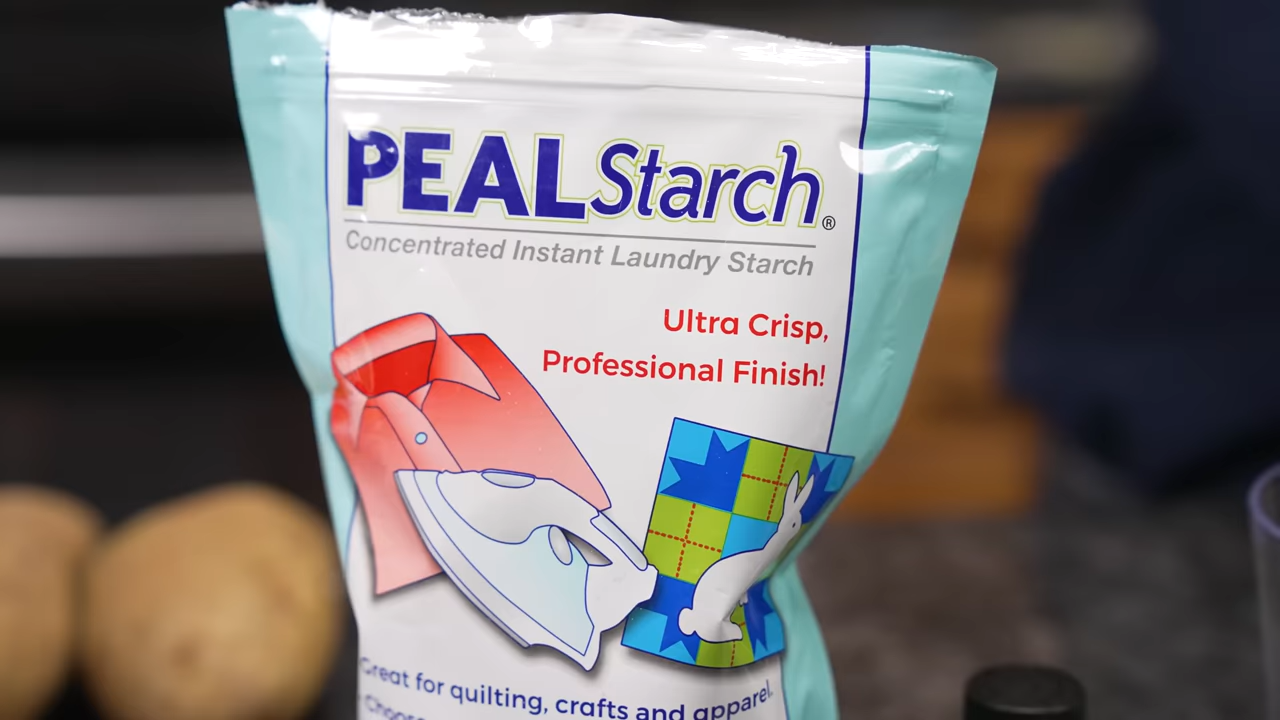 PEALStarch®
Concentrated Instant Laundry Starch
Ultra Crisp,
Professional Finish!
Great for quilting, crafts and apparel.